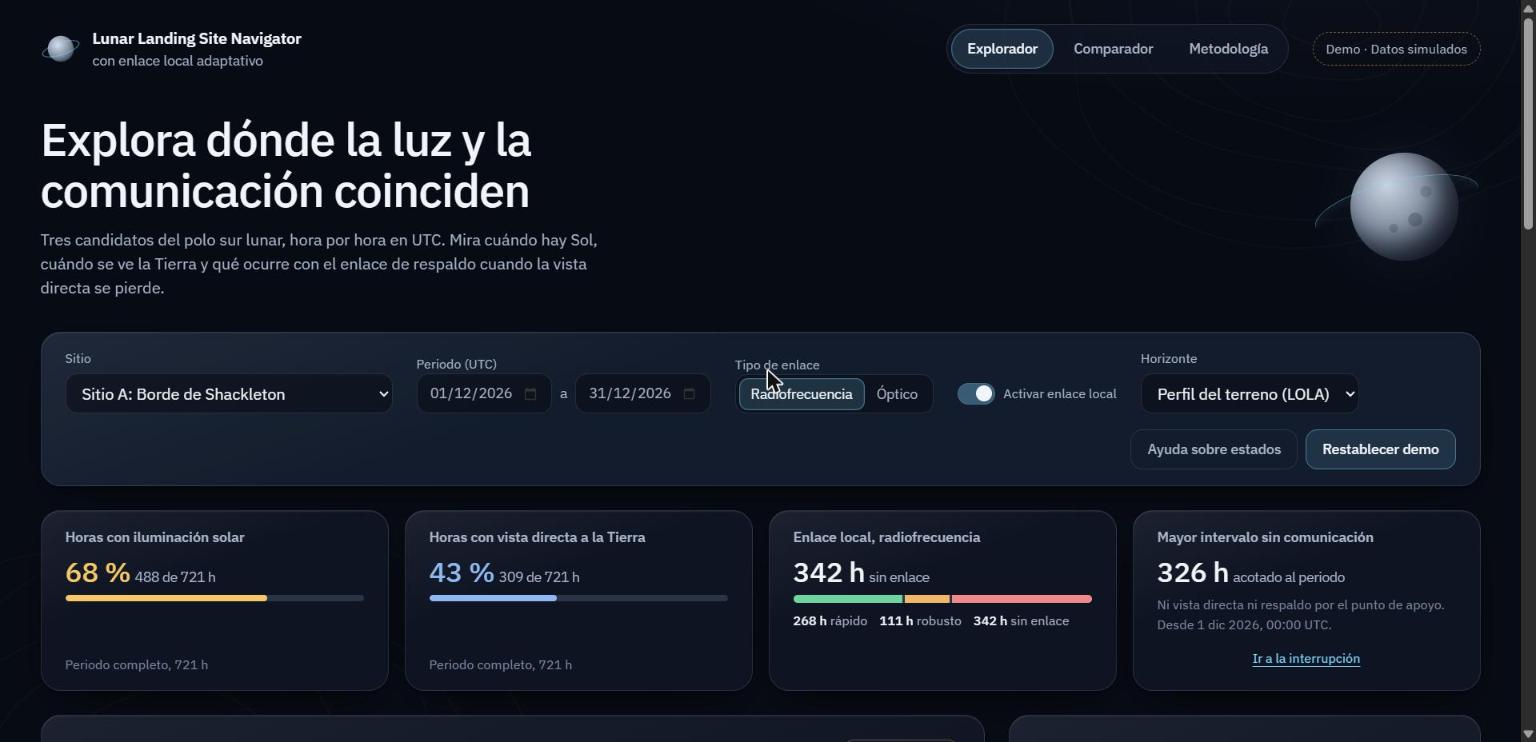 Lunar Landing Site Navigator
con enlace local adaptativo
Explorador
Comparador
Metodología
Demo · Datos simulados
Explora dónde la luz y la
comunicación coinciden
Tres candidatos del polo sur lunar, hora por hora en UTC. Mira cuándo hay Sol,
cuándo se ve la Tierra y qué ocurre con el enlace de respaldo cuando la vista
directa se pierde.
Sitio
Sitio A: Borde de Shackleton
Periodo (UTC)
01/12/2026 a 31/12/2026
Tipo de enlace
Radiofrecuencia Óptico
Activar enlace local
Horizonte
Perfil del terreno (LOLA)
Ayuda sobre estados
Restablecer demo
Horas con iluminación solar
68 % 488 de 721 h
Periodo completo, 721 h
Horas con vista directa a la Tierra
43 % 309 de 721 h
Periodo completo, 721 h
Enlace local, radiofrecuencia
342 h sin enlace
268 h rápido 111 h robusto 342 h sin enlace
Mayor intervalo sin comunicación
326 h acotado al periodo
Ni vista directa ni respaldo por el punto de apoyo.
Desde 1 dic 2026, 00:00 UTC.
Ir a la interrupción